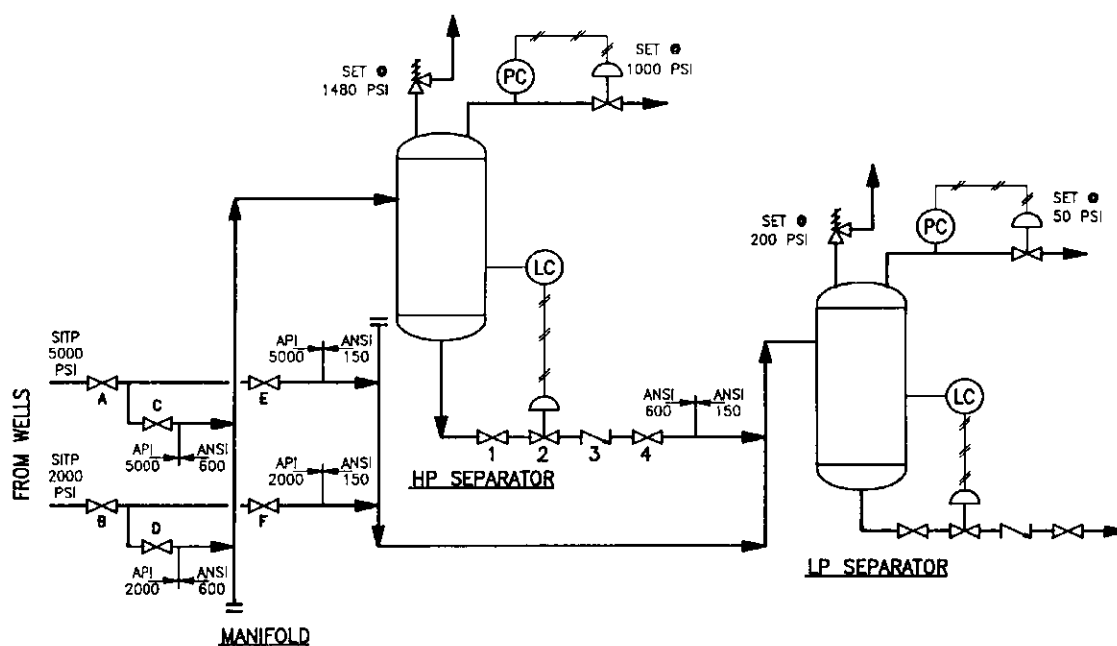 SET @
1480 PSI
PC
SET @
1000 PSI
SET @
200 PSI
PC
SET @
50 PSI
LC
LC
FROM WELLS
SITP
5000
PSI
A
C
API
5000
ANSI
600
E
API
5000
ANSI
150
SITP
2000
PSI
B
D
API
2000
ANSI
600
F
API
2000
ANSI
150
ANSI
600
ANSI
150
1
2
3
4
HP SEPARATOR
LP SEPARATOR
MANIFOLD